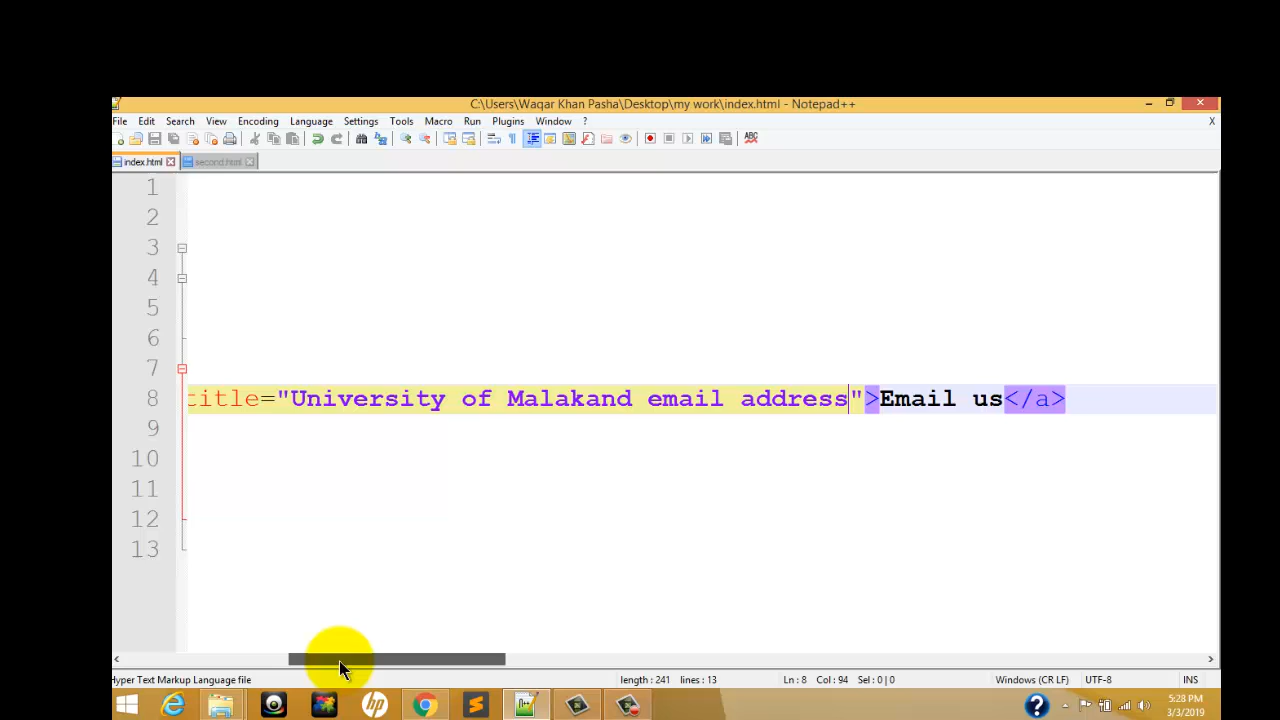 C:\Users\Waqar Khan Pasha\Desktop\my work\index.html - Notepad++
File Edit Search View Encoding Language Settings Tools Macro Run Plugins Window ? X
ABC
index.html second.html
1
2
3
4
5
6
7
8 title="University of Malakand email address">Email us</a>
9
10
11
12
13
Hyper Text Markup Language file length : 241 lines : 13 Ln : 8 Col : 94 Sel : 0 | 0 Windows (CR LF) UTF-8 INS
5:28 PM
3/3/2019